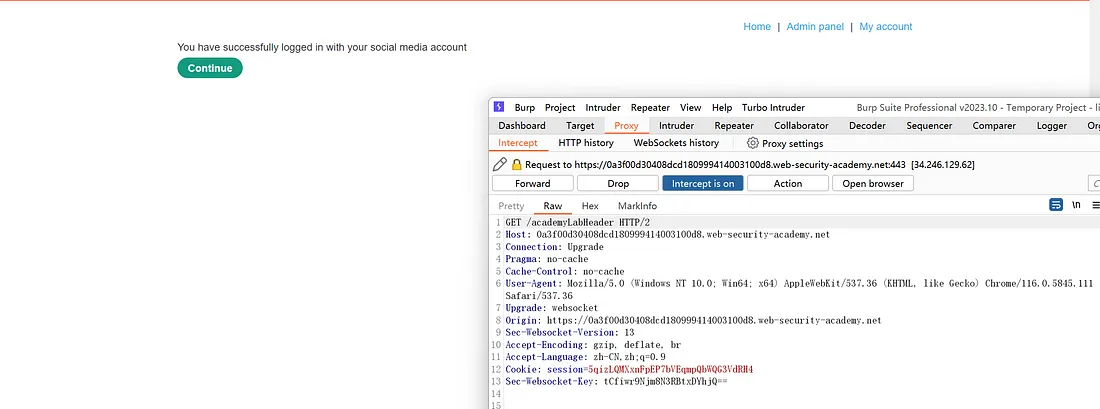 Home | Admin panel | My account
You have successfully logged in with your social media account
Continue
Burp Project Intruder Repeater View Help Turbo Intruder Burp Suite Professional v2023.10 - Temporary Project - li
Dashboard Target Proxy Intruder Repeater Collaborator Decoder Sequencer Comparer Logger Or
Intercept HTTP history WebSockets history Proxy settings
Request to https://0a3f00d30408dcd180999414003100d8.web-security-academy.net:443 [34.246.129.62]
Forward Drop Intercept is on Action Open browser
Pretty Raw Hex MarkInfo \n
1 GET /academyLabHeader HTTP/2
2 Host: 0a3f00d30408dcd180999414003100d8.web-security-academy.net
3 Connection: Upgrade
4 Pragma: no-cache
5 Cache-Control: no-cache
6 User-Agent: Mozilla/5.0 (Windows NT 10.0; Win64; x64) AppleWebKit/537.36 (KHTML, like Gecko) Chrome/116.0.5845.111
Safari/537.36
7 Upgrade: websocket
8 Origin: https://0a3f00d30408dcd180999414003100d8.web-security-academy.net
9 Sec-Websocket-Version: 13
10 Accept-Encoding: gzip, deflate, br
11 Accept-Language: zh-CN,zh;q=0.9
12 Cookie: session=5qizLQMXxnFpEP7bVEqmpQbWQG3VdRH4
13 Sec-Websocket-Key: tCfiwr9Njm8N3RBtxDYhjQ==
14
15